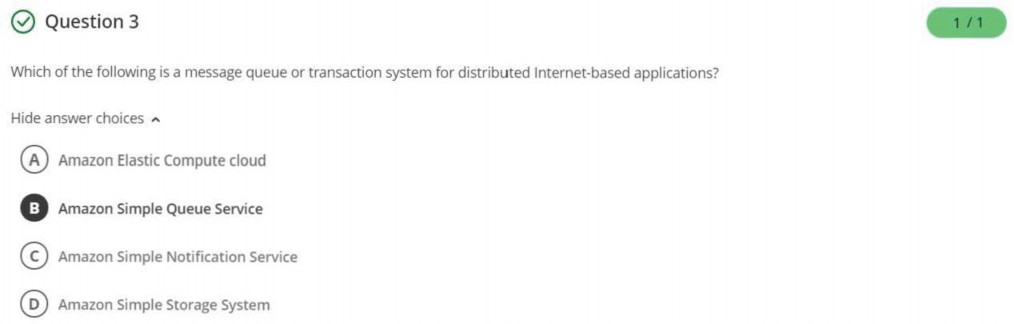 Question 3
1 / 1
Which of the following is a message queue or transaction system for distributed Internet-based applications?
Hide answer choices
A Amazon Elastic Compute cloud
B Amazon Simple Queue Service
C Amazon Simple Notification Service
D Amazon Simple Storage System